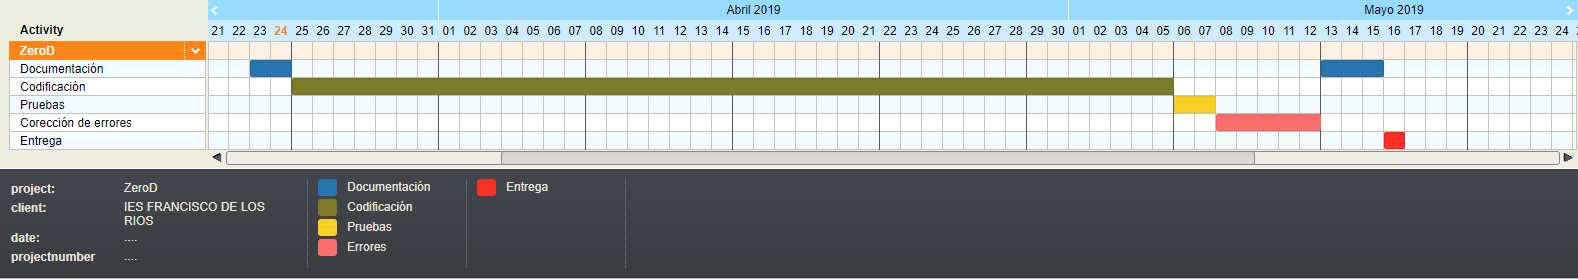 Abril 2019 Mayo 2019
Activity 21 22 23 24 25 26 27 28 29 30 31 01 02 03 04 05 06 07 08 09 10 11 12 13 14 15 16 17 18 19 20 21 22 23 24 25 26 27 28 29 30 01 02 03 04 05 06 07 08 09 10 11 12 13 14 15 16 17 18 19 20 21 22 23 24
ZeroD
Documentación
Codificación
Pruebas
Corección de errores
Entrega
project: ZeroD
client: IES FRANCISCO DE LOS
RIOS
date: ....
projectnumber ....
Documentación
Codificación
Pruebas
Errores
Entrega